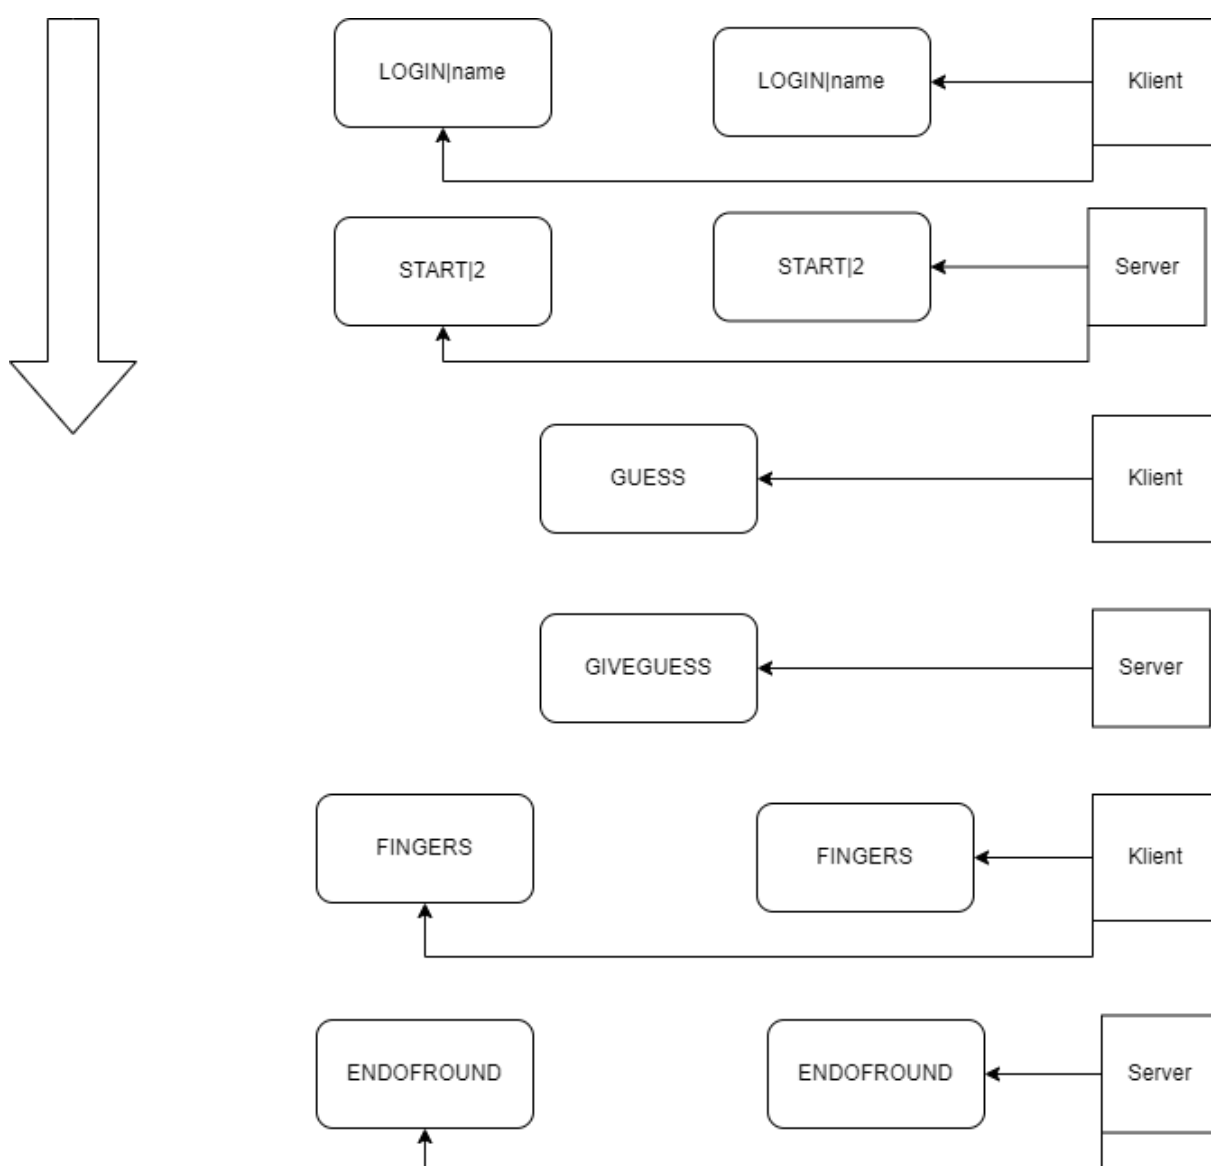 LOGIN|name
LOGIN|name
Klient
START|2
START|2
Server
GUESS
Klient
GIVEGUESS
Server
FINGERS
FINGERS
Klient
ENDOFROUND
ENDOFROUND
Server